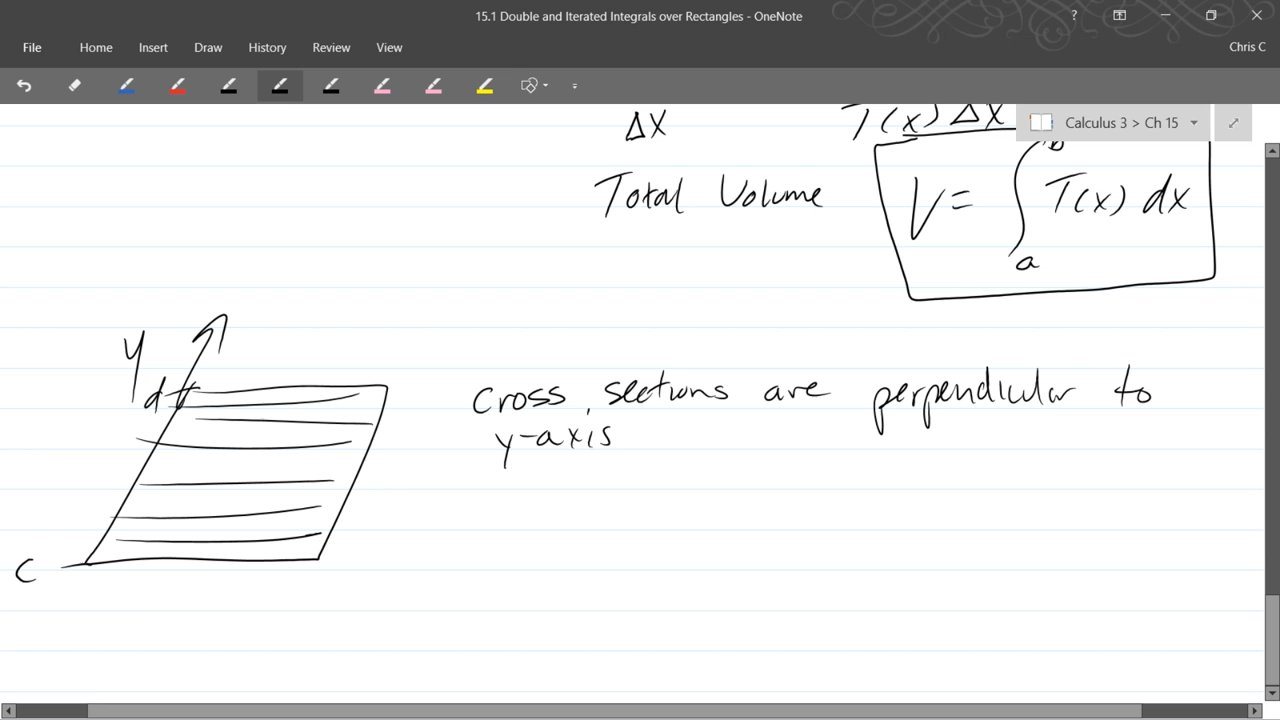 15.1 Double and Iterated Integrals over Rectangles - OneNote
?
File Home Insert Draw History Review View
Chris C
Calculus 3 > Ch 15
ΔX T(x) ΔX
Total Volume V = ∫ₐᵇ T(x) dx
y
d
cross sections are perpendicular to
y-axis
c